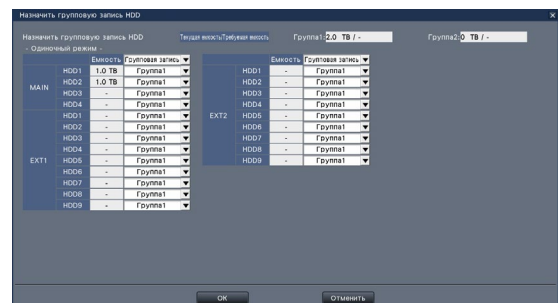 Назначить групповую запись HDD ×
Назначить групповую запись HDD Текущая емкость/Требуемая емкость Группа1: 2.0 TB / - Группа2: 0 TB / -
- Одиночный режим -
Емкость Групповая запись ▼ Емкость Групповая запись ▼
MAIN HDD1 1.0 TB Группа1 ▼
HDD2 1.0 TB Группа1 ▼
HDD3 - Группа1 ▼
HDD4 - Группа1 ▼
EXT1 HDD1 - Группа1 ▼
HDD2 - Группа1 ▼
HDD3 - Группа1 ▼
HDD4 - Группа1 ▼
HDD5 - Группа1 ▼
HDD6 - Группа1 ▼
HDD7 - Группа1 ▼
HDD8 - Группа1 ▼
HDD9 - Группа1 ▼
EXT2 HDD1 - Группа1 ▼
HDD2 - Группа1 ▼
HDD3 - Группа1 ▼
HDD4 - Группа1 ▼
HDD5 - Группа1 ▼
HDD6 - Группа1 ▼
HDD7 - Группа1 ▼
HDD8 - Группа1 ▼
HDD9 - Группа1 ▼
ОК Отменить